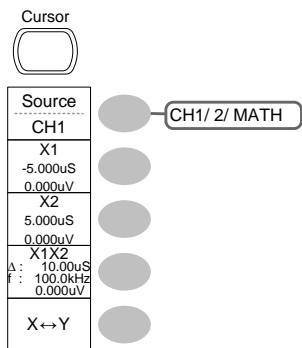 Cursor
Source
CH1
CH1/ 2/ MATH
X1
-5.000uS
0.000uV
X2
5.000uS
0.000uV
X1X2
Δ : 10.00uS
f : 100.0kHz
0.000uV
X↔Y